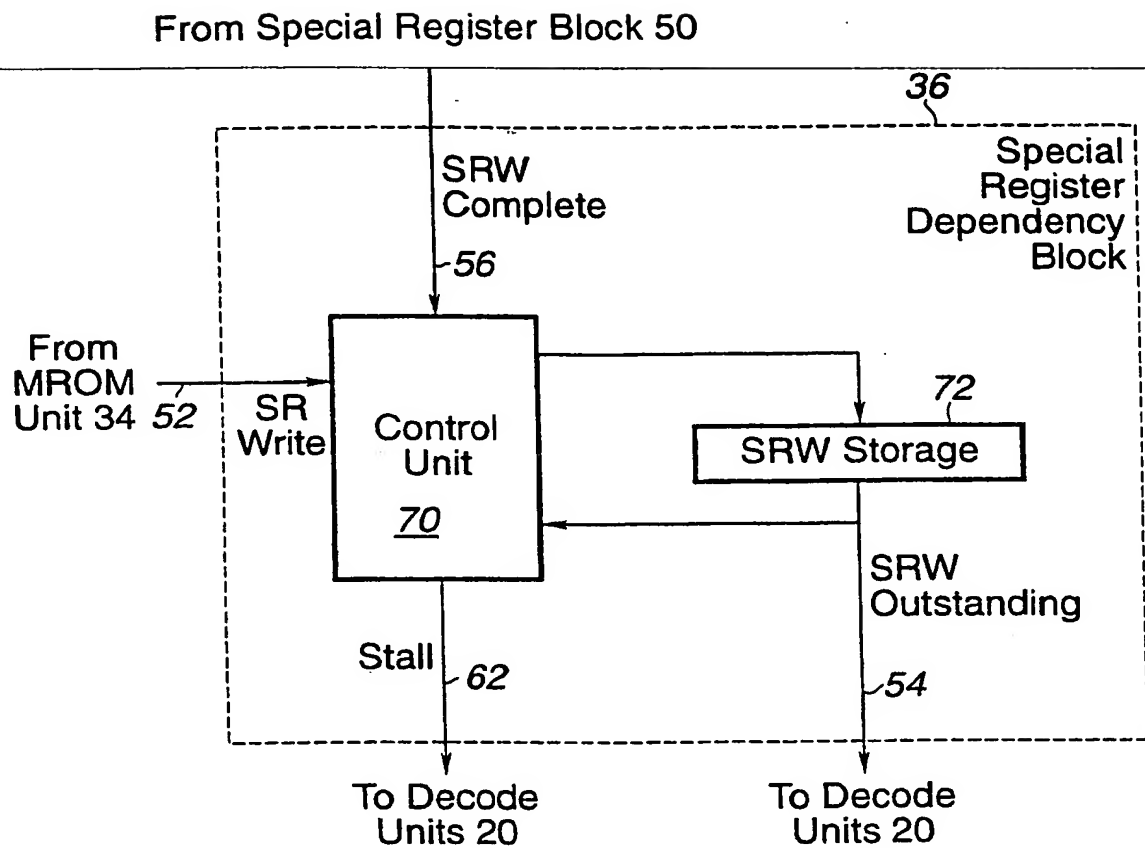 From Special Register Block 50
36
Special
Register
Dependency
Block
SRW
Complete
56
From
MROM
Unit 34
52
SR
Write
Control
Unit
70
72
SRW Storage
SRW
Outstanding
Stall
62
54
To Decode
Units 20
To Decode
Units 20